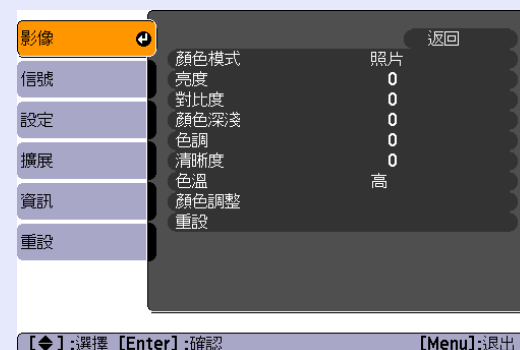 影像
信號
設定
擴展
資訊
重設
返回
顏色模式 照片
亮度 0
對比度 0
顏色深淺 0
色調 0
清晰度 0
色溫 高
顏色調整
重設
[◆]:選擇 [Enter]:確認 [Menu]:退出